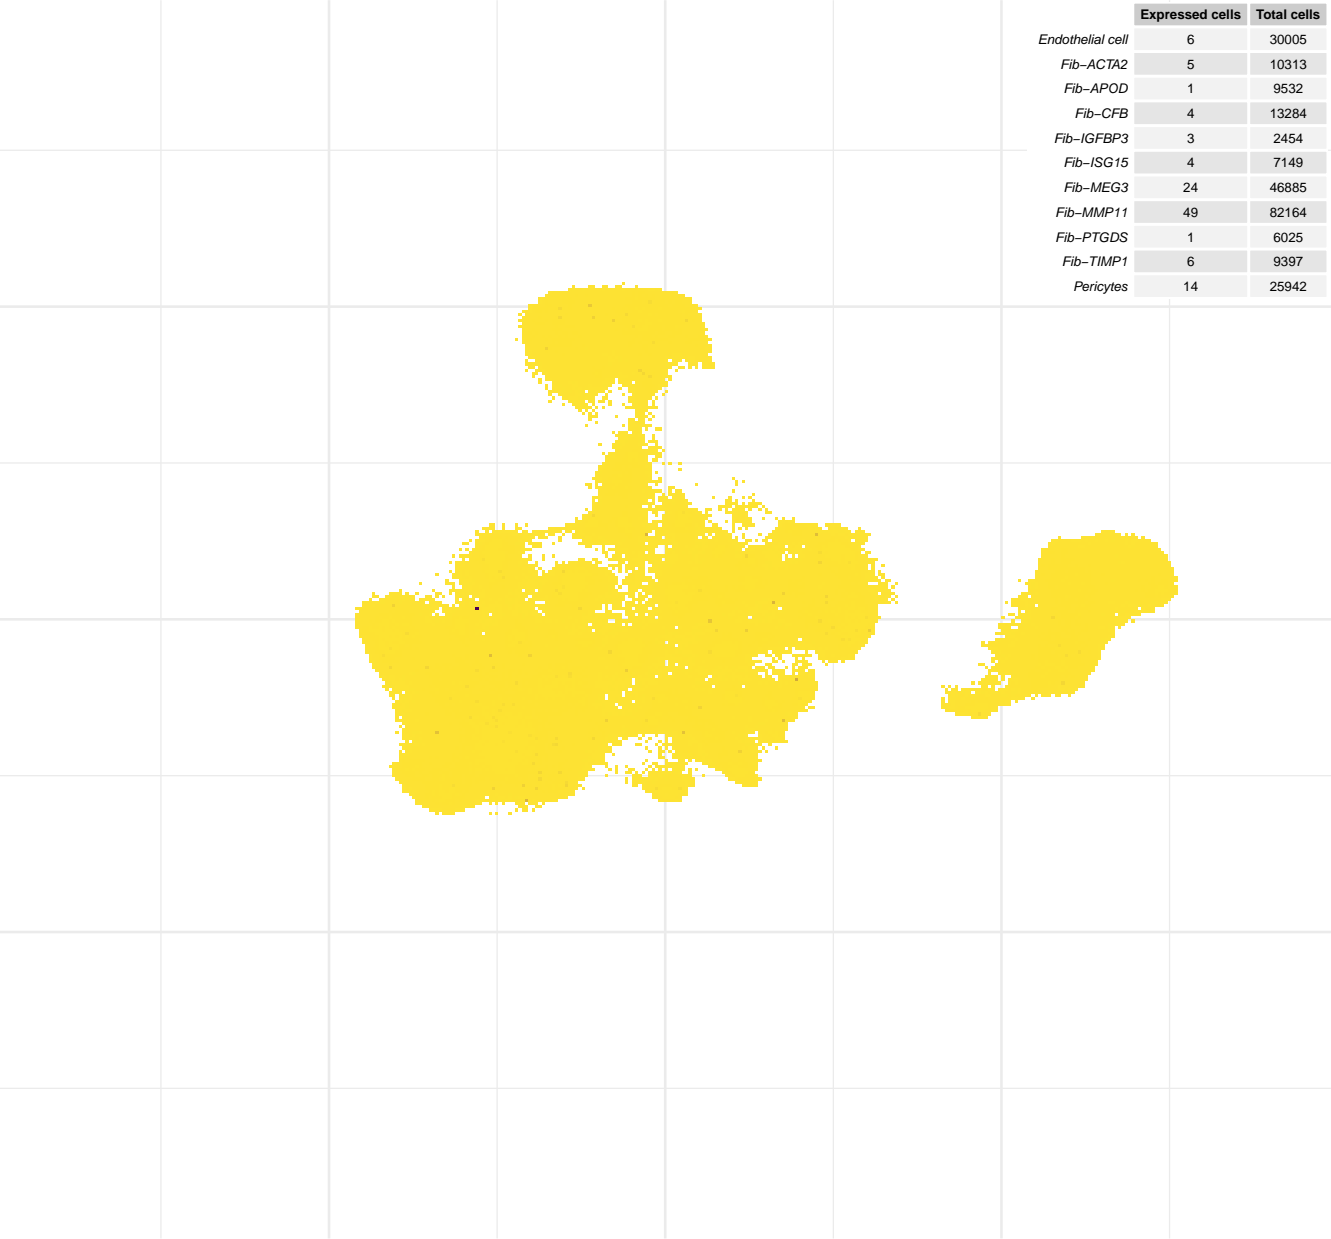 Expressed cells Total cells
Endothelial cell 6 30005
Fib−ACTA2 5 10313
Fib−APOD 1 9532
Fib−CFB 4 13284
Fib−IGFBP3 3 2454
Fib−ISG15 4 7149
Fib−MEG3 24 46885
Fib−MMP11 49 82164
Fib−PTGDS 1 6025
Fib−TIMP1 6 9397
Pericytes 14 25942